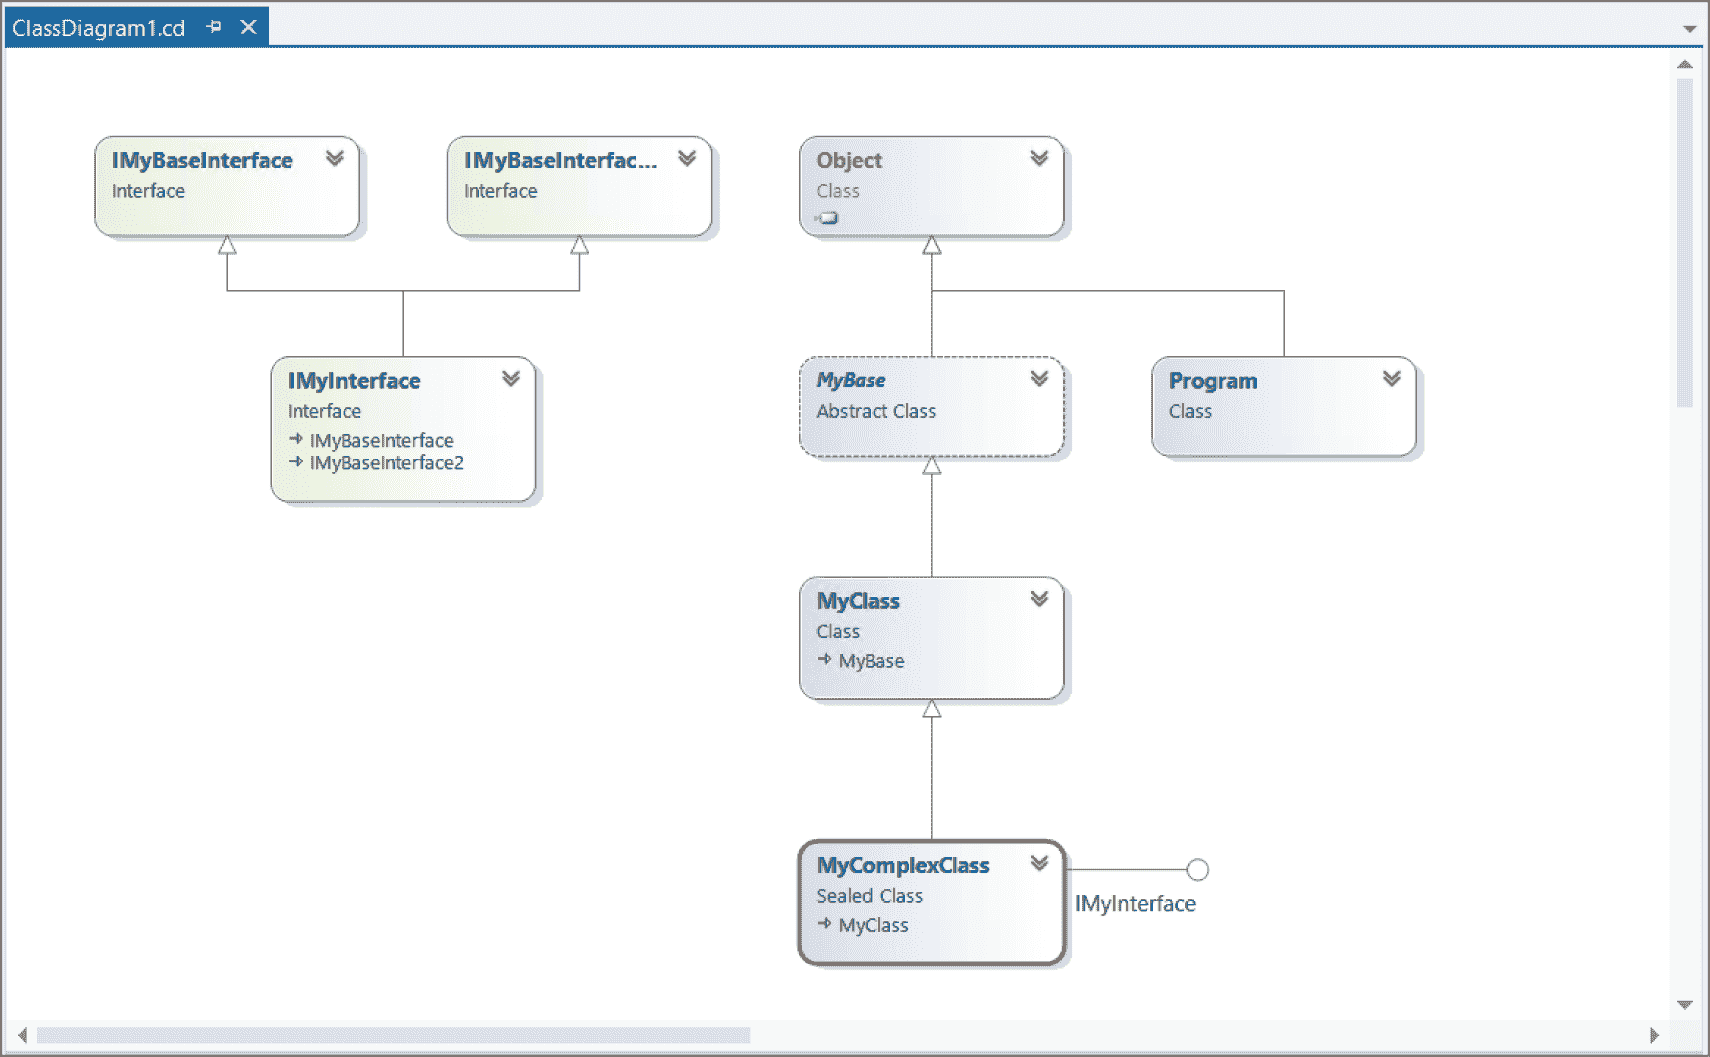 ClassDiagram1.cd
IMyBaseInterface
Interface
IMyBaseInterfac...
Interface
Object
Class
IMyInterface
Interface
IMyBaseInterface
IMyBaseInterface2
MyBase
Abstract Class
Program
Class
MyClass
Class
MyBase
MyComplexClass
Sealed Class
MyClass
IMyInterface